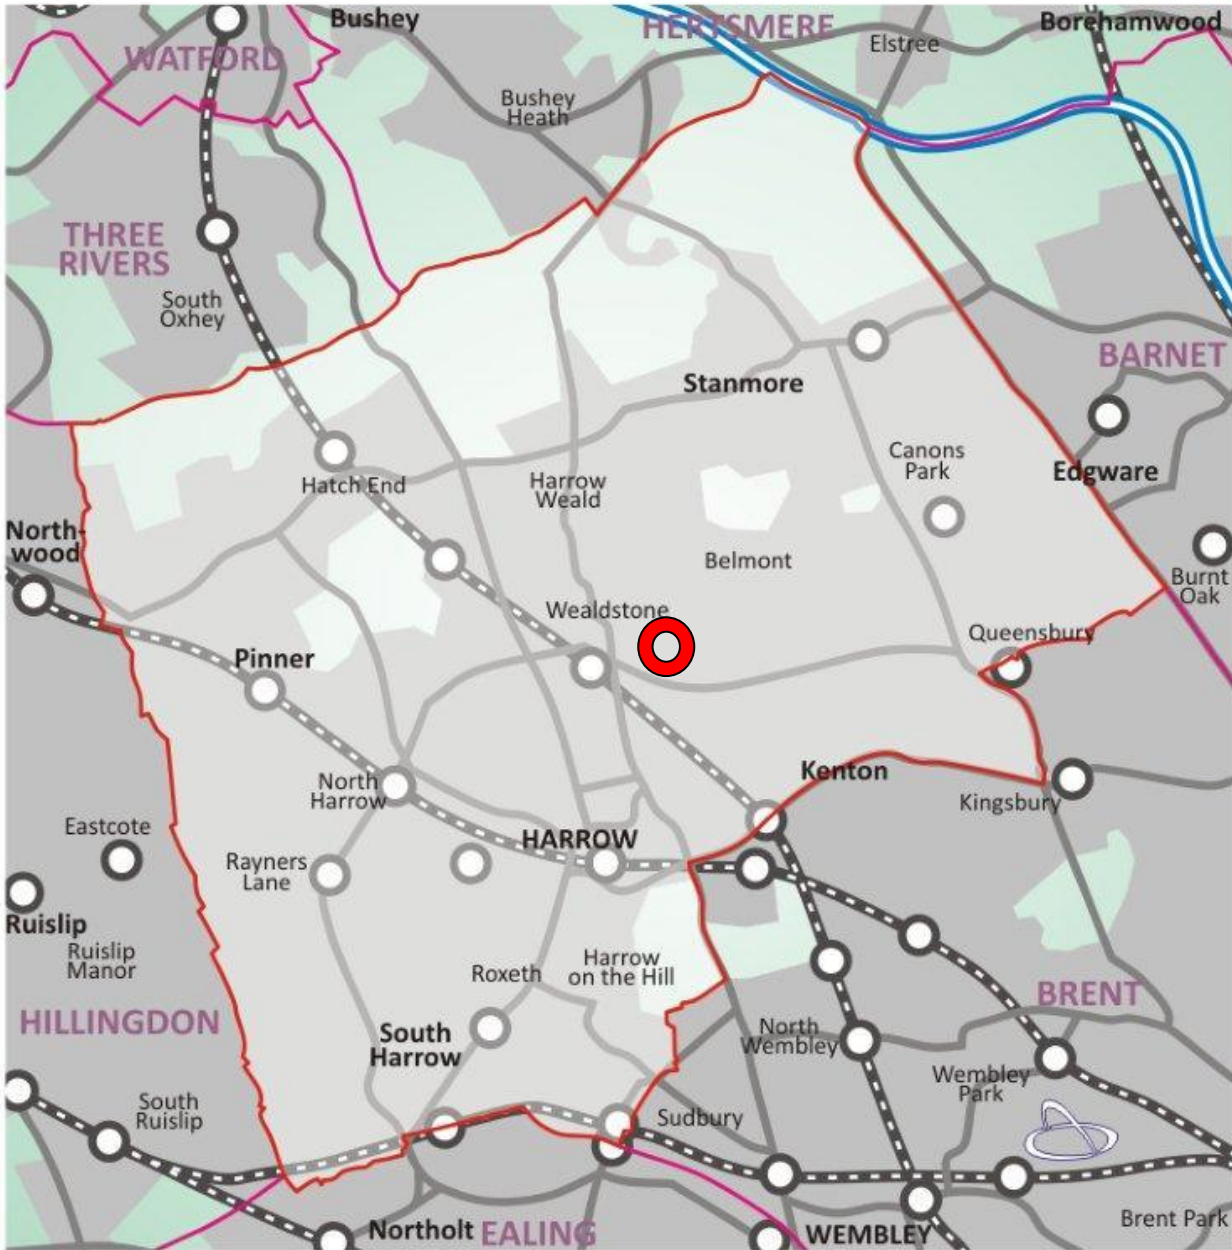 Bushey
HERTSMERE
Borehamwood
Elstree
WATFORD
Bushey
Heath
THREE
RIVERS
South
Oxhey
BARNET
Stanmore
Canons
Park
Edgware
Hatch End
Harrow
Weald
North-
wood
Belmont
Burnt
Oak
Wealdstone
Queensbury
Pinner
Kenton
North
Harrow
Kingsbury
Eastcote
HARROW
Rayners
Lane
Ruislip
Ruislip
Manor
Roxeth
Harrow
on the Hill
HILLINGDON
BRENT
South
Harrow
North
Wembley
Wembley
Park
South
Ruislip
Sudbury
Northolt
EALING
WEMBLEY
Brent Park